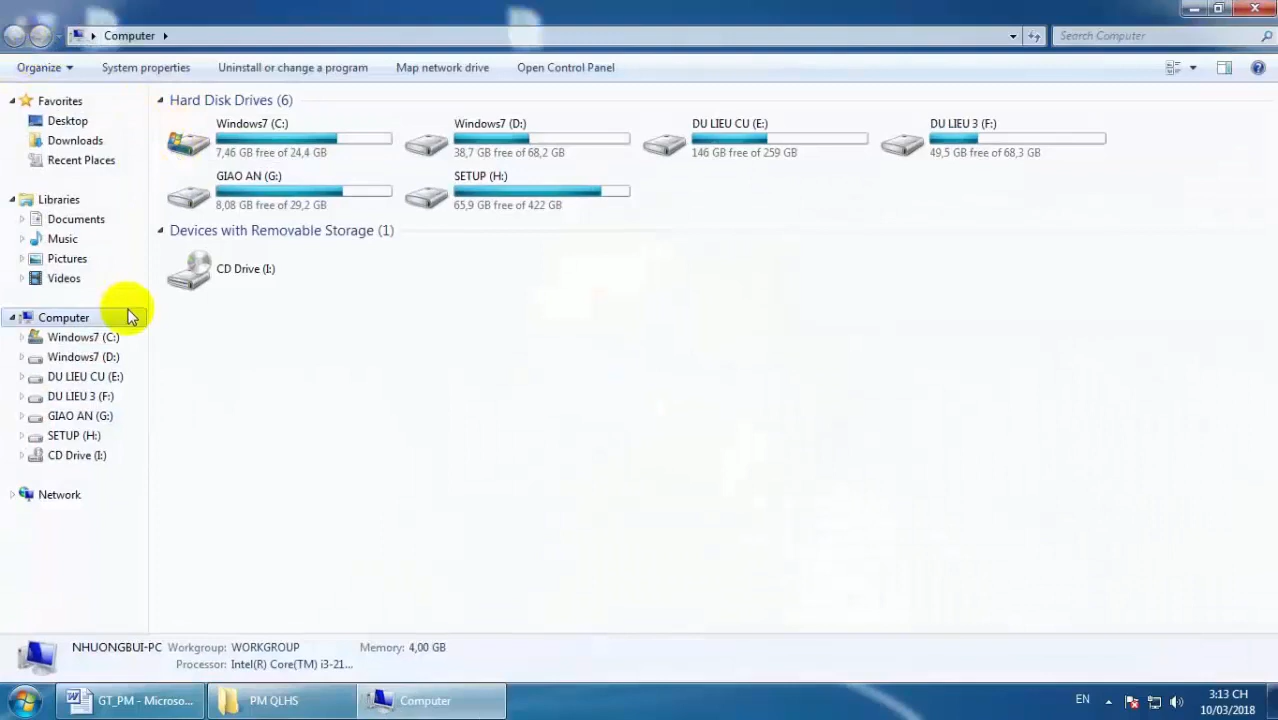 Computer
Search Computer
Organize
System properties
Uninstall or change a program
Map network drive
Open Control Panel
Favorites
Desktop
Downloads
Recent Places
Libraries
Documents
Music
Pictures
Videos
Computer
Windows7 (C:)
Windows7 (D:)
DU LIEU CU (E:)
DU LIEU 3 (F:)
GIAO AN (G:)
SETUP (H:)
CD Drive (I:)
Network
Hard Disk Drives (6)
Windows7 (C:)
7,46 GB free of 24,4 GB
Windows7 (D:)
38,7 GB free of 68,2 GB
DU LIEU CU (E:)
146 GB free of 259 GB
DU LIEU 3 (F:)
49,5 GB free of 68,3 GB
GIAO AN (G:)
8,08 GB free of 29,2 GB
SETUP (H:)
65,9 GB free of 422 GB
Devices with Removable Storage (1)
CD Drive (I:)
NHUONGBUI-PC Workgroup: WORKGROUP Memory: 4,00 GB
Processor: Intel(R) Core(TM) i3-21...
GT_PM - Microso...
PM QLHS
Computer
EN
3:13 CH
10/03/2018